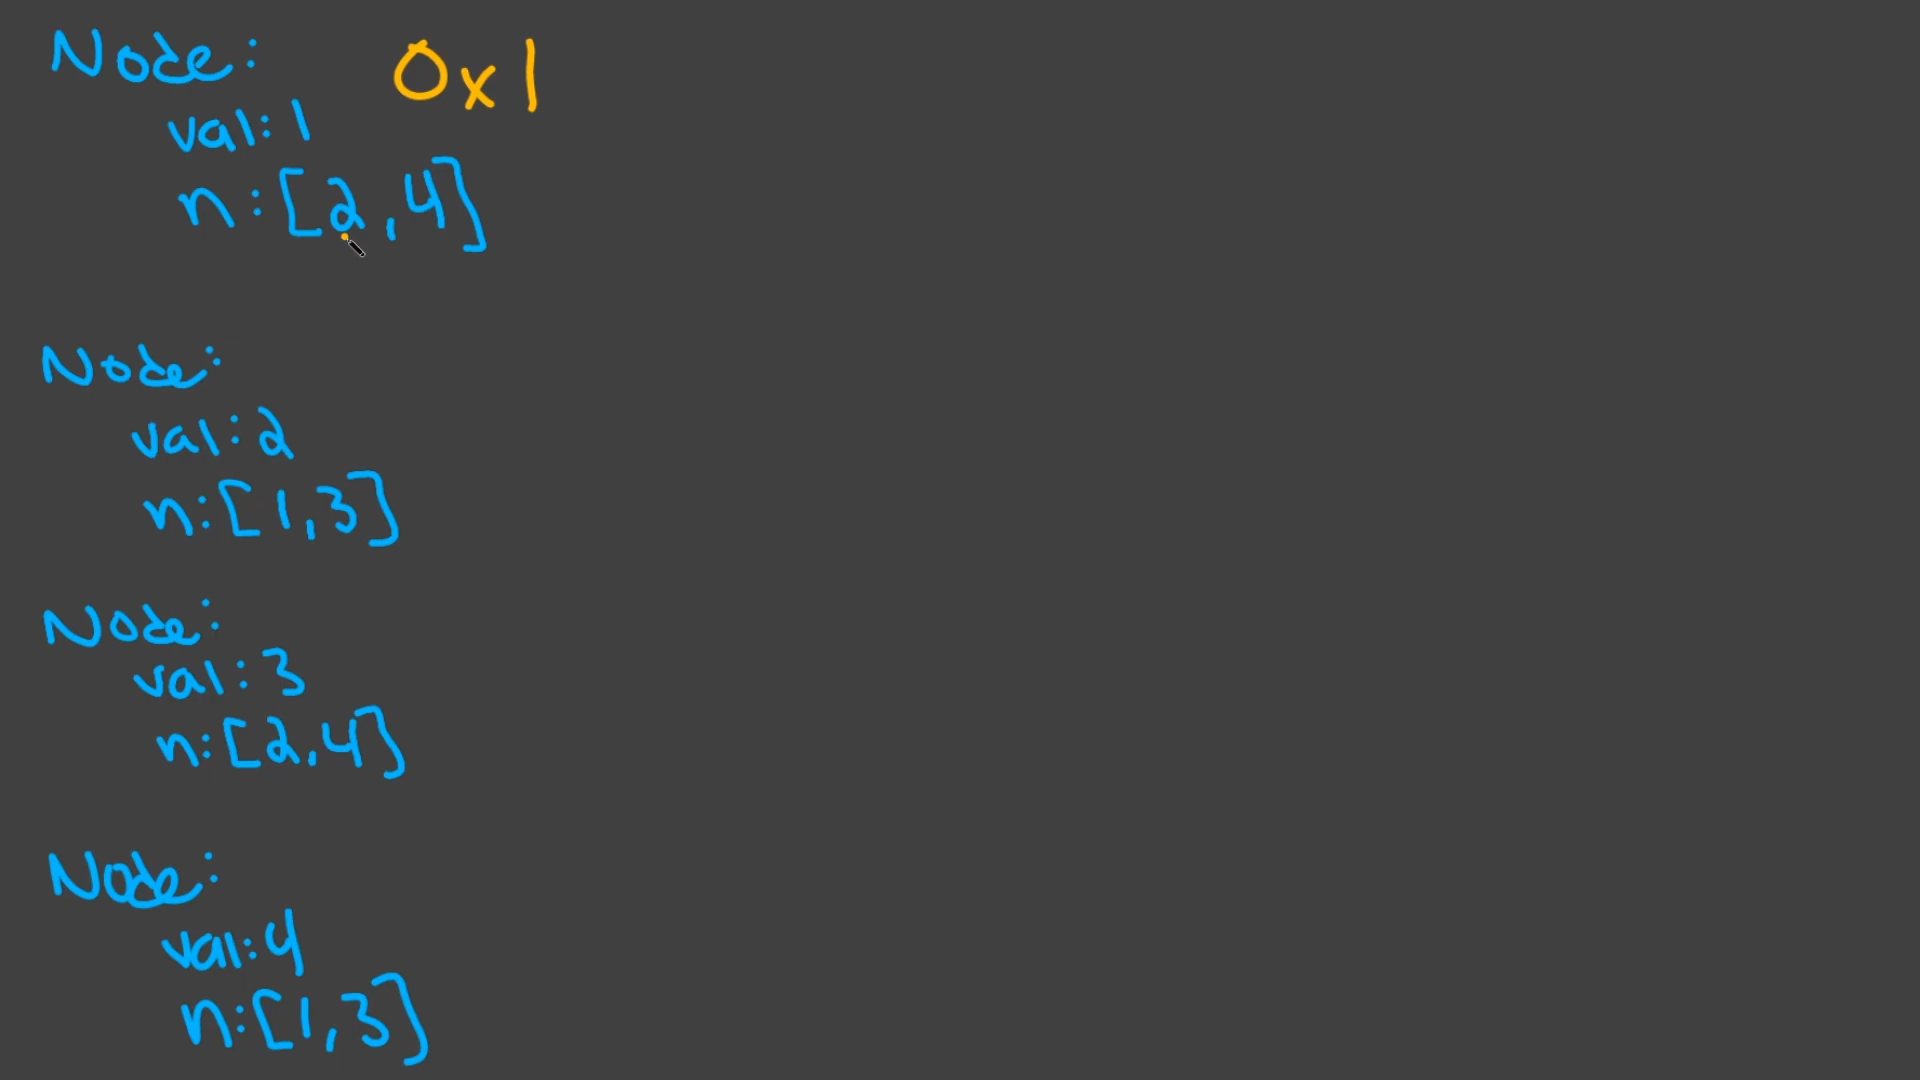 Node: 0x1
val: 1
n: [2,4]
Node:
val: 2
n: [1,3]
Node:
val: 3
n: [2,4]
Node:
val: 4
n: [1,3]